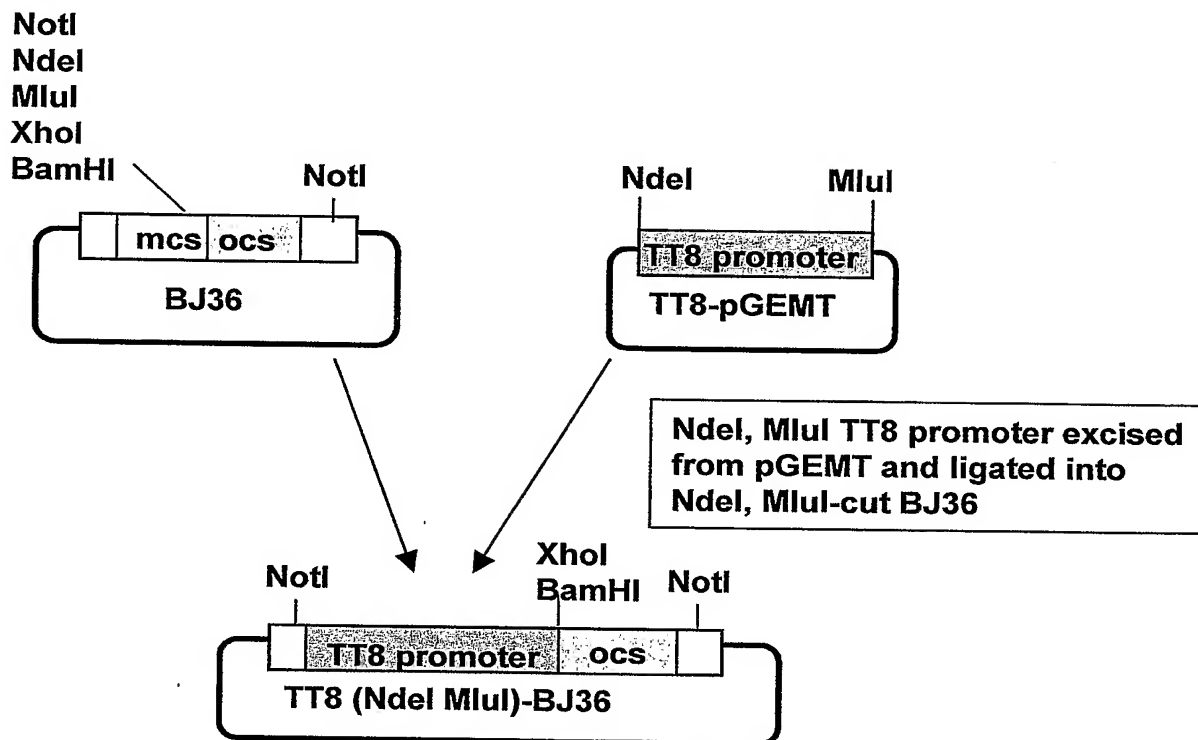 NotI
NdeI
MluI
XhoI
BamHI
NotI
mcs ocs
BJ36
NdeI MluI
TT8 promoter
TT8-pGEMT
NdeI, MluI TT8 promoter excised
from pGEMT and ligated into
NdeI, MluI-cut BJ36
XhoI
BamHI
NotI NotI
TT8 promoter ocs
TT8 (NdeI MluI)-BJ36